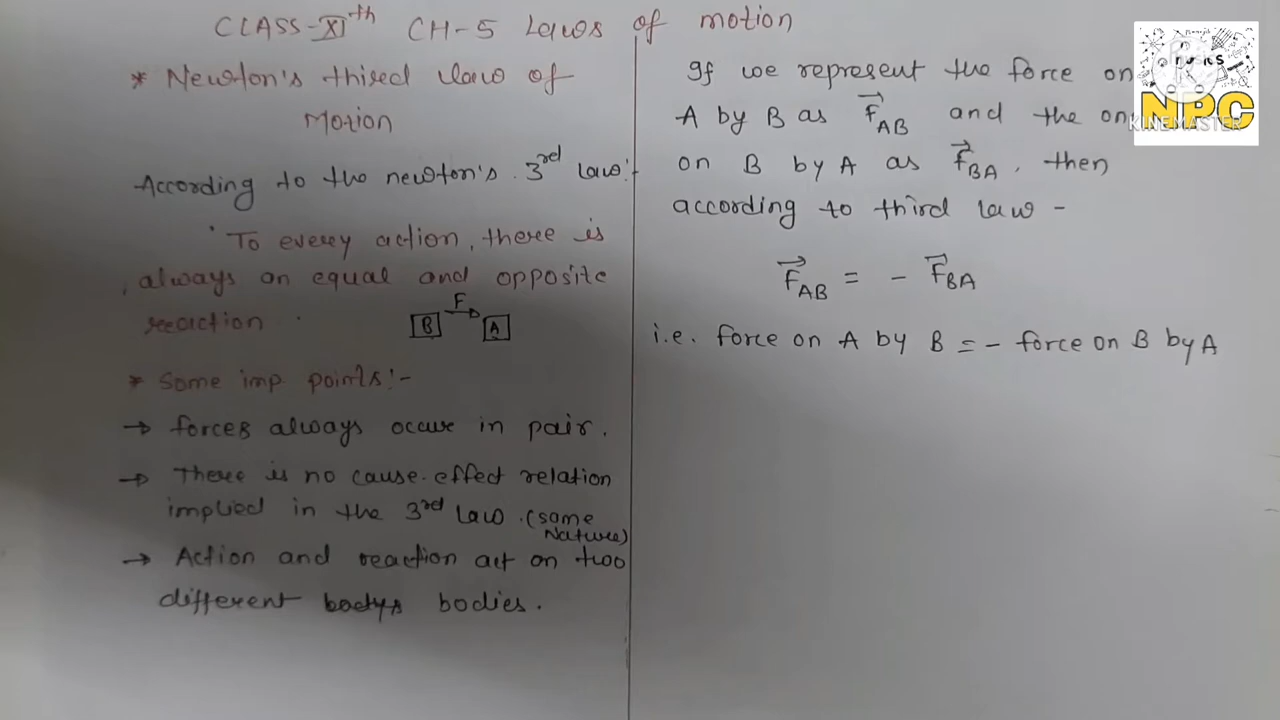 CLASS-XIth CH-5 Laws of motion
* Newton's third law of
Motion
According to the newton's 3rd law:-
"To every action, there is
always an equal and opposite
reaction
F
B A
* Some imp points:-
→ forces always occur in pair.
→ There is no cause-effect relation
implied in the 3rd Law. (same
Nature)
→ Action and reaction act on two
different bodys bodies.
If we represent the force on
A by B as F⃗AB and the on
on B by A as F⃗BA, then
according to third law -
F⃗AB = - F⃗BA
i.e. force on A by B = - force on B by A
Physics
NPC
KINEMASTER